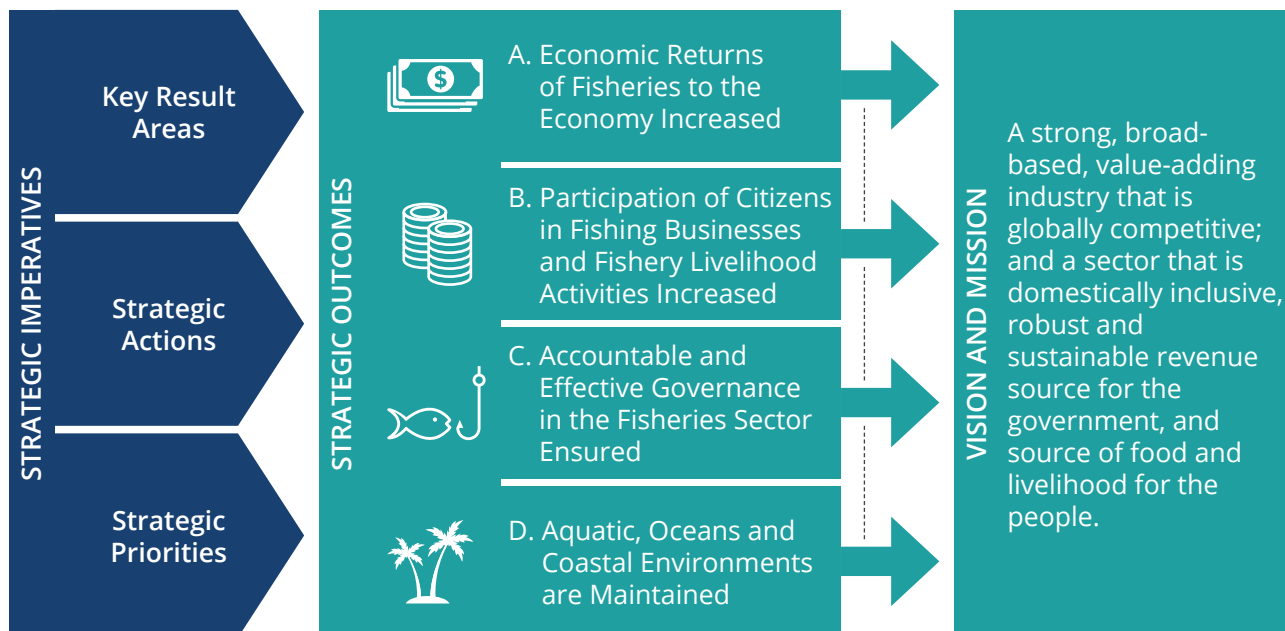 STRATEGIC IMPERATIVES
Key Result
Areas
Strategic
Actions
Strategic
Priorities
STRATEGIC OUTCOMES
$
A. Economic Returns
of Fisheries to the
Economy Increased
B. Participation of Citizens
in Fishing Businesses
and Fishery Livelihood
Activities Increased
C. Accountable and
Effective Governance
in the Fisheries Sector
Ensured
D. Aquatic, Oceans and
Coastal Environments
are Maintained
VISION AND MISSION
A strong, broad-
based, value-adding
industry that is
globally competitive;
and a sector that is
domestically inclusive,
robust and
sustainable revenue
source for the
government, and
source of food and
livelihood for the
people.